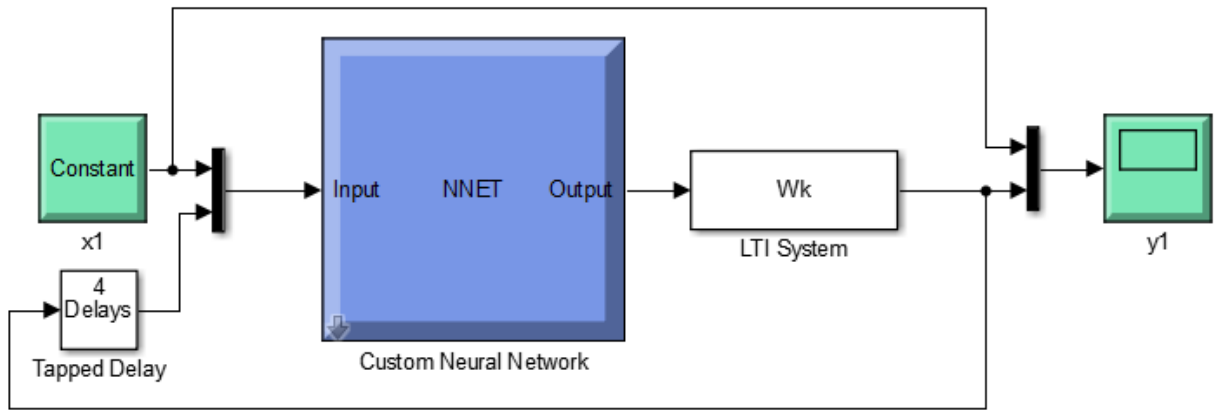 Constant
x1
4
Delays
Tapped Delay
Input NNET Output
Custom Neural Network
Wk
LTI System
y1